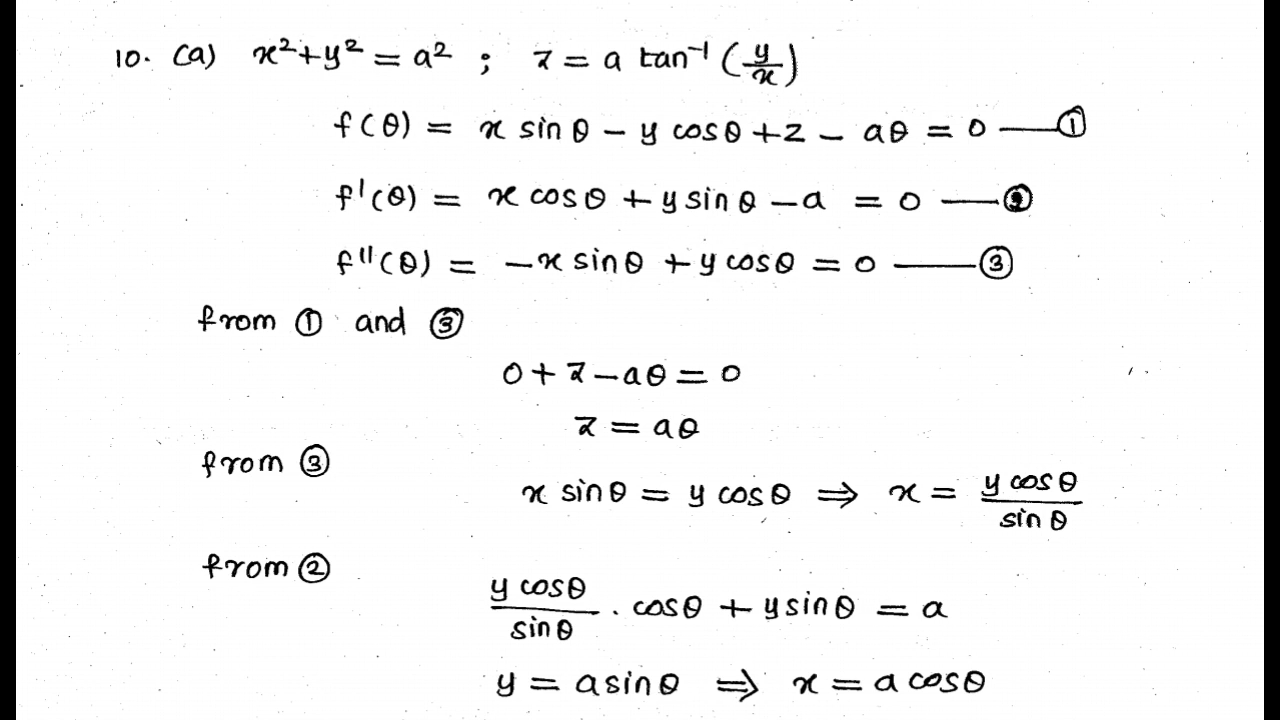 10. (a) x² + y² = a² ; z = a tan⁻¹ (y/x)
f(θ) = x sin θ − y cos θ + z − aθ = 0 —— ①
f'(θ) = x cos θ + y sin θ − a = 0 —— ②
f''(θ) = −x sin θ + y cos θ = 0 —— ③
from ① and ③
0 + z − aθ = 0
z = aθ
from ③
x sin θ = y cos θ ⇒ x = y cos θ / sin θ
from ②
y cos θ / sin θ . cos θ + y sin θ = a
y = a sin θ ⇒ x = a cos θ